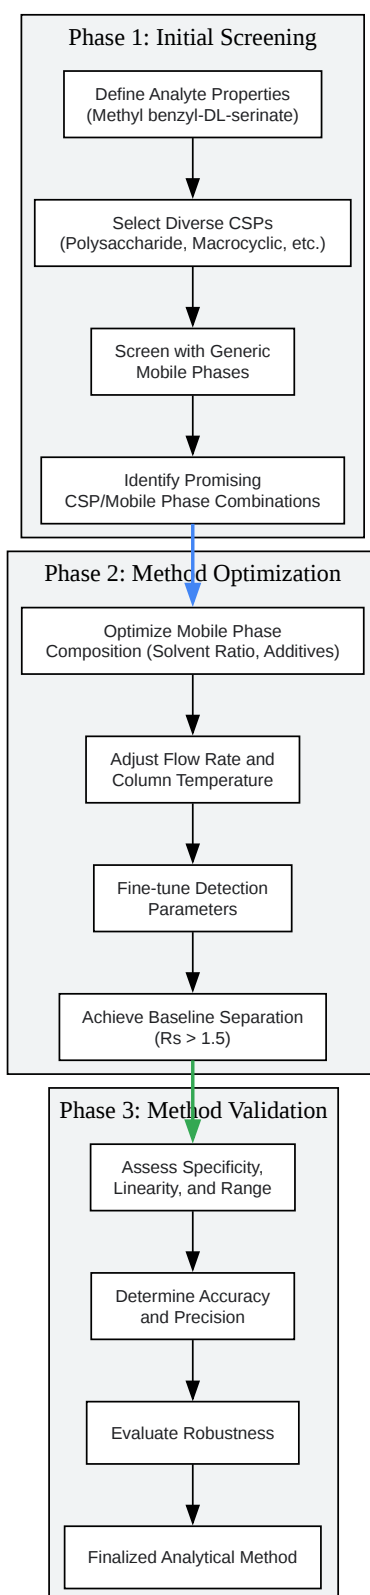 Phase 1: Initial Screening
Define Analyte Properties
(Methyl benzyl-DL-serinate)
Select Diverse CSPs
(Polysaccharide, Macrocyclic, etc.)
Screen with Generic
Mobile Phases
Identify Promising
CSP/Mobile Phase Combinations
Phase 2: Method Optimization
Optimize Mobile Phase
Composition (Solvent Ratio, Additives)
Adjust Flow Rate and
Column Temperature
Fine-tune Detection
Parameters
Achieve Baseline Separation
(Rs > 1.5)
Phase 3: Method Validation
Assess Specificity,
Linearity, and Range
Determine Accuracy
and Precision
Evaluate Robustness
Finalized Analytical Method